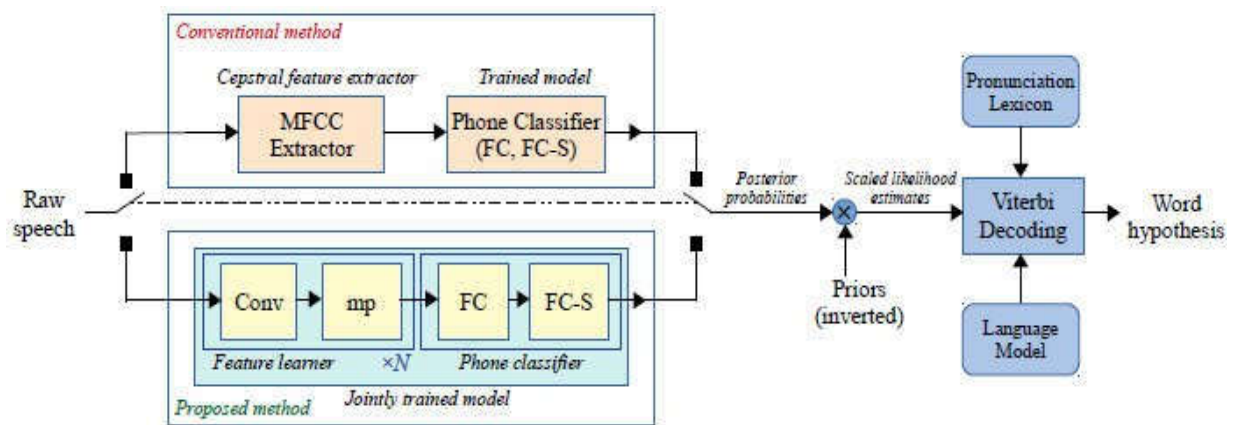 Conventional method
Cepstral feature extractor
Trained model
MFCC
Extractor
Phone Classifier
(FC, FC-S)
Pronunciation
Lexicon
Raw
speech
Posterior
probabilities
Scaled likelihood
estimates
×
Viterbi
Decoding
Word
hypothesis
Conv
mp
FC
FC-S
Feature learner
×N
Phone classifier
Jointly trained model
Proposed method
Priors
(inverted)
Language
Model